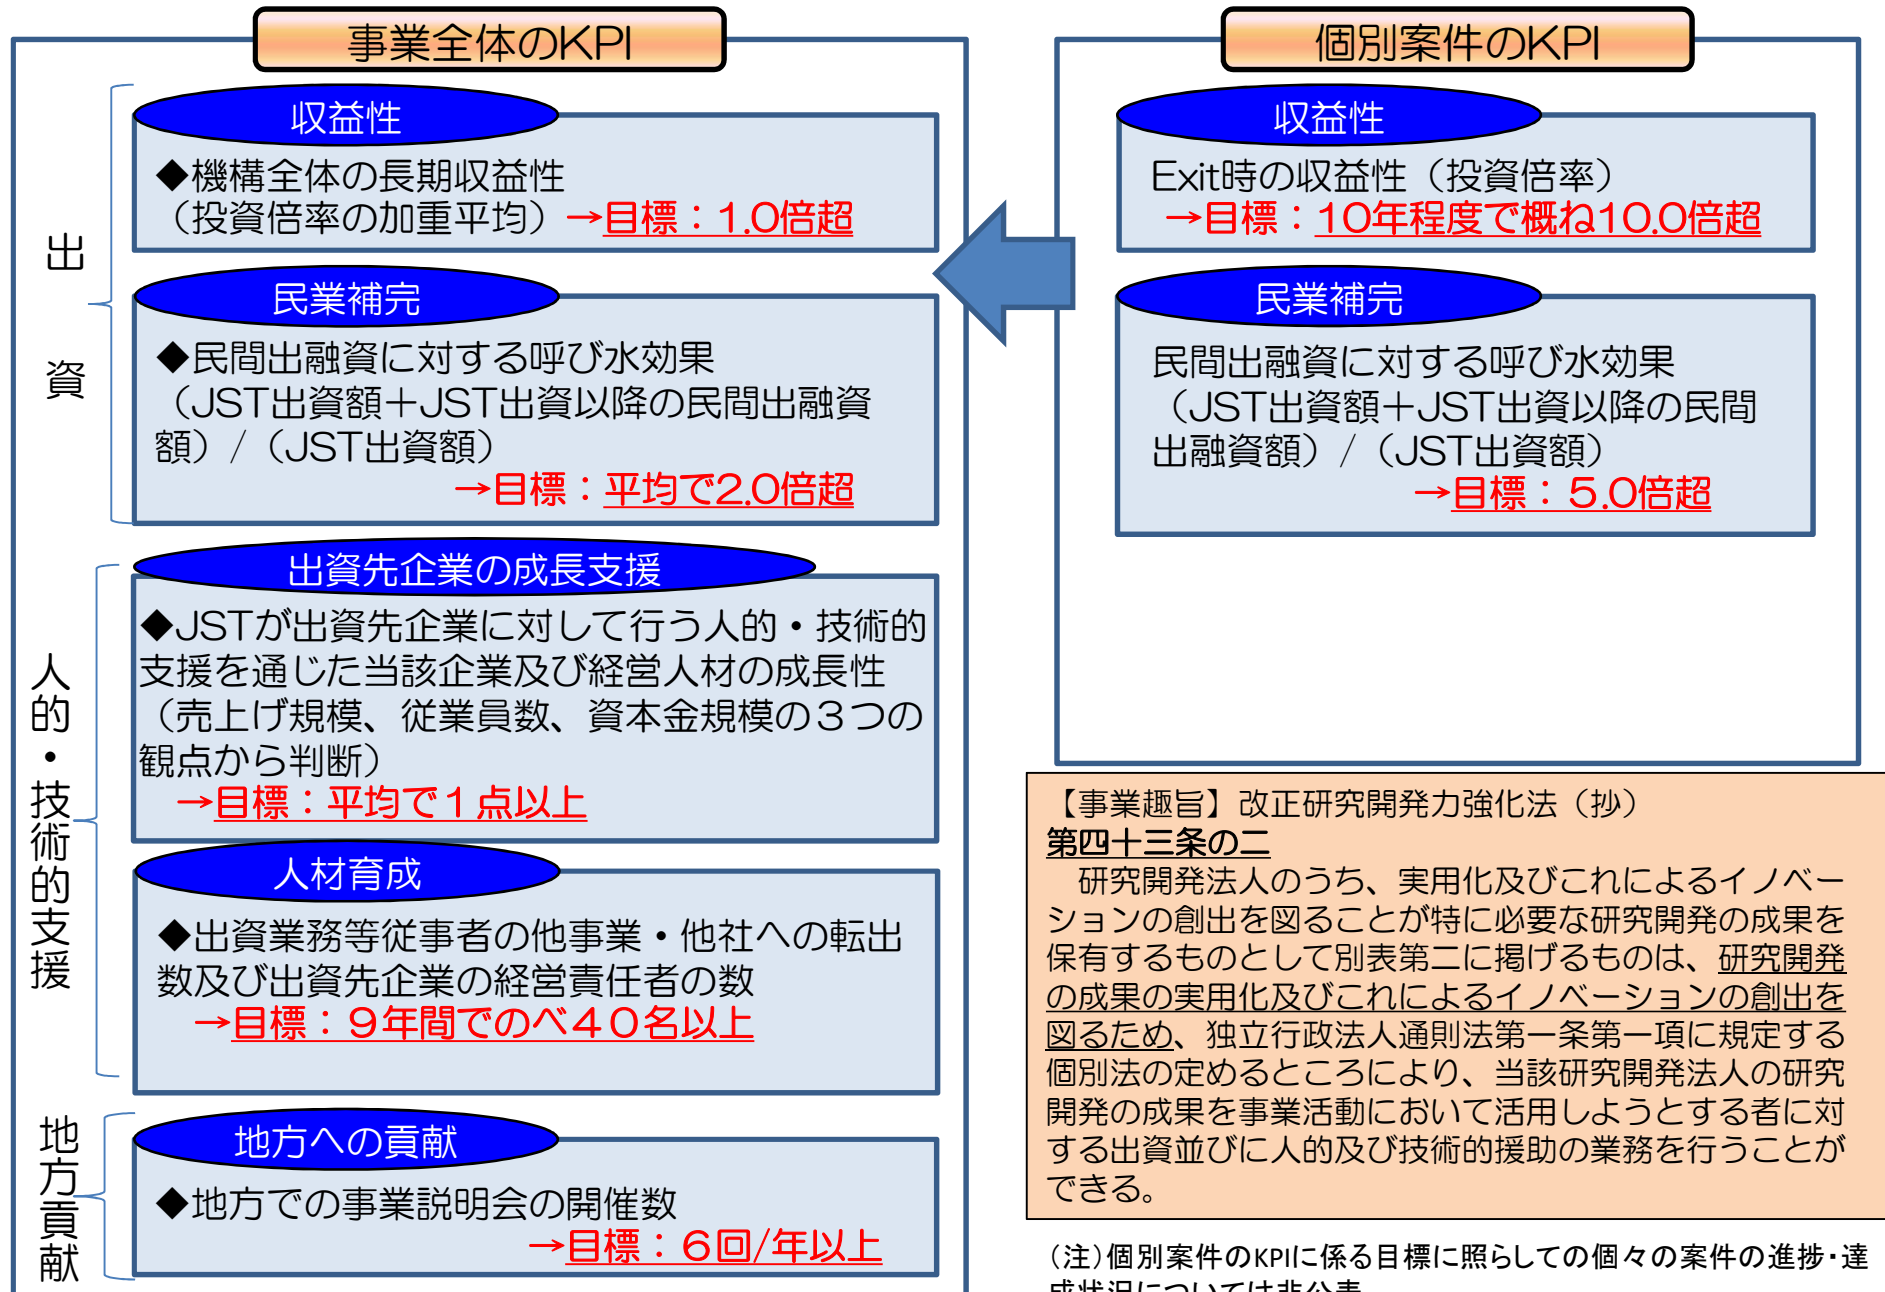 事業全体のKPI
出資
収益性
◆機構全体の長期収益性
（投資倍率の加重平均）→目標：1.0倍超
民業補完
◆民間出融資に対する呼び水効果
（JST出資額＋JST出資以降の民間出融資
額）/（JST出資額）
→目標：平均で2.0倍超
人的・技術的支援
出資先企業の成長支援
◆JSTが出資先企業に対して行う人的・技術的
支援を通じた当該企業及び経営人材の成長性
（売上げ規模、従業員数、資本金規模の３つの
観点から判断）
→目標：平均で１点以上
人材育成
◆出資業務等従事者の他事業・他社への転出
数及び出資先企業の経営責任者の数
→目標：９年間でのべ４０名以上
地方貢献
地方への貢献
◆地方での事業説明会の開催数
→目標：６回/年以上
個別案件のKPI
収益性
Exit時の収益性（投資倍率）
→目標：10年程度で概ね10.0倍超
民業補完
民間出融資に対する呼び水効果
（JST出資額＋JST出資以降の民間
出融資額）/（JST出資額）
→目標：５.0倍超
【事業趣旨】改正研究開発力強化法（抄）
第四十三条の二
　研究開発法人のうち、実用化及びこれによるイノベー
ションの創出を図ることが特に必要な研究開発の成果を
保有するものとして別表第二に掲げるものは、研究開発
の成果の実用化及びこれによるイノベーションの創出を
図るため、独立行政法人通則法第一条第一項に規定する
個別法の定めるところにより、当該研究開発法人の研究
開発の成果を事業活動において活用しようとする者に対
する出資並びに人的及び技術的援助の業務を行うことが
できる。
（注）個別案件のKPIに係る目標に照らしての個々の案件の進捗・達
成状況については非公表